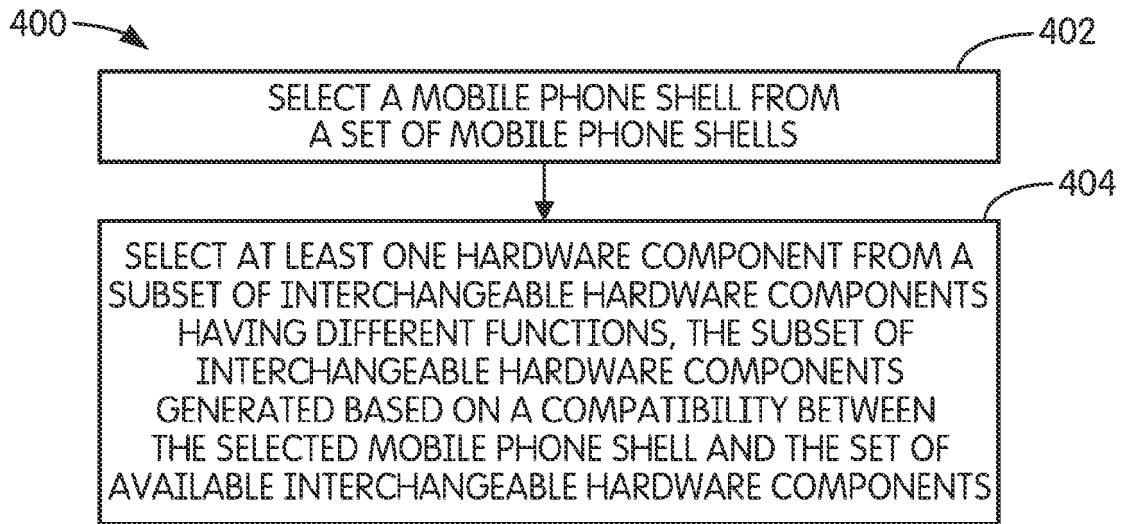 400
402
SELECT A MOBILE PHONE SHELL FROM
A SET OF MOBILE PHONE SHELLS
404
SELECT AT LEAST ONE HARDWARE COMPONENT FROM A
SUBSET OF INTERCHANGEABLE HARDWARE COMPONENTS
HAVING DIFFERENT FUNCTIONS, THE SUBSET OF
INTERCHANGEABLE HARDWARE COMPONENTS
GENERATED BASED ON A COMPATIBILITY BETWEEN
THE SELECTED MOBILE PHONE SHELL AND THE SET OF
AVAILABLE INTERCHANGEABLE HARDWARE COMPONENTS